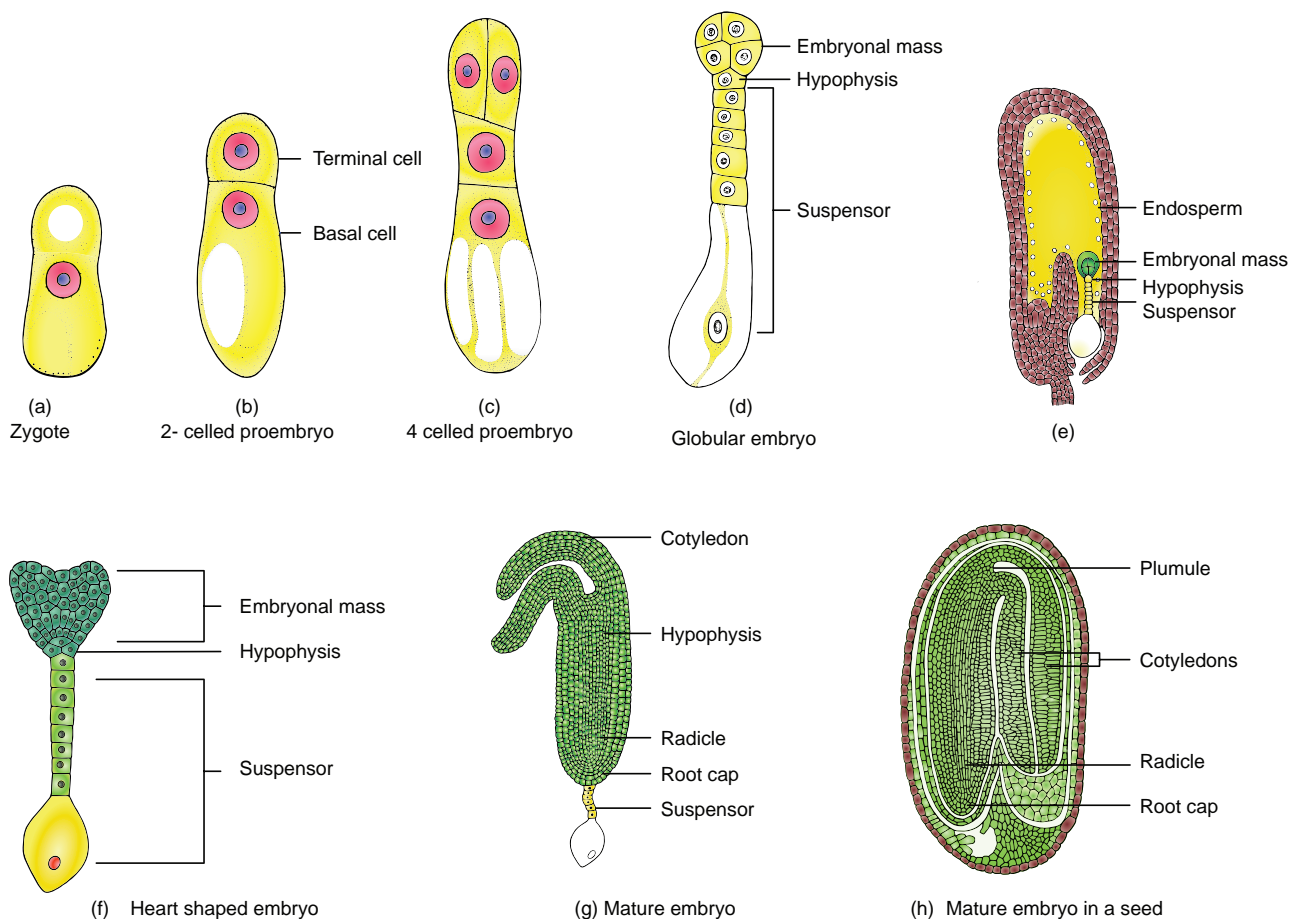 (a)
Zygote
Terminal cell
Basal cell
(b)
2- celled proembryo
(c)
4 celled proembryo
Embryonal mass
Hypophysis
Suspensor
(d)
Globular embryo
Endosperm
Embryonal mass
Hypophysis
Suspensor
(e)
Embryonal mass
Hypophysis
Suspensor
(f) Heart shaped embryo
Cotyledon
Hypophysis
Radicle
Root cap
Suspensor
(g) Mature embryo
Plumule
Cotyledons
Radicle
Root cap
(h) Mature embryo in a seed